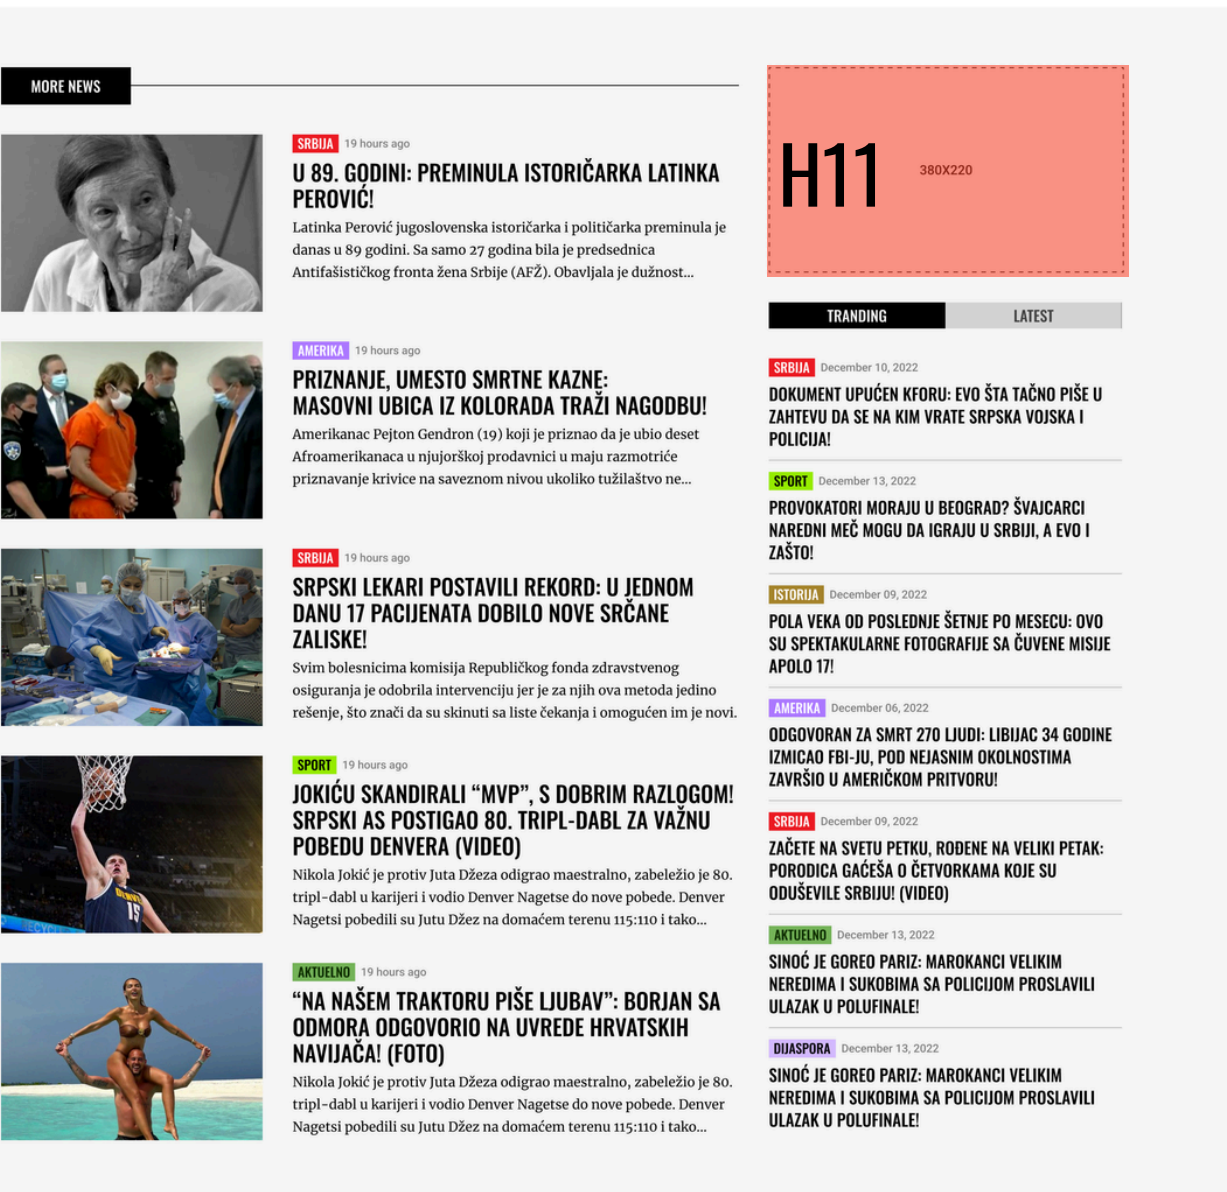 MORE NEWS
SRBIJA 19 hours ago
U 89. GODINI: PREMINULA ISTORIČARKA LATINKA
PEROVIĆ!
Latinka Perović jugoslovenska istoričarka i političarka preminula je
danas u 89 godini. Sa samo 27 godina bila je predsednica
Antifašističkog fronta žena Srbije (AFŽ). Obavljala je dužnost...
AMERIKA 19 hours ago
PRIZNANJE, UMESTO SMRTNE KAZNE:
MASOVNI UBICA IZ KOLORADA TRAŽI NAGODBU!
Amerikanac Pejton Gendron (19) koji je priznao da je ubio deset
Afroamerikanaca u njujorškoj prodavnici u maju razmotriće
priznavanje krivice na saveznom nivou ukoliko tužilaštvo ne...
SRBIJA 19 hours ago
SRPSKI LEKARI POSTAVILI REKORD: U JEDNOM
DANU 17 PACIJENATA DOBILO NOVE SRČANE
ZALISKE!
Svim bolesnicima komisija Republičkog fonda zdravstvenog
osiguranja je odobrila intervenciju jer je za njih ova metoda jedino
rešenje, što znači da su skinuti sa liste čekanja i omogućen im je novi.
SPORT 19 hours ago
JOKIĆU SKANDIRALI “MVP”, S DOBRIM RAZLOGOM!
SRPSKI AS POSTIGAO 80. TRIPL-DABL ZA VAŽNU
POBEDU DENVERA (VIDEO)
Nikola Jokić je protiv Juta Džeza odigrao maestralno, zabeležio je 80.
tripl-dabl u karijeri i vodio Denver Nagetse do nove pobede. Denver
Nagetsi pobedili su Jutu Džez na domaćem terenu 115:110 i tako...
DENVER
15
AKTUELNO 19 hours ago
“NA NAŠEM TRAKTORU PIŠE LJUBAV”: BORJAN SA
ODMORA ODGOVORIO NA UVREDE HRVATSKIH
NAVIJAČA! (FOTO)
Nikola Jokić je protiv Juta Džeza odigrao maestralno, zabeležio je 80.
tripl-dabl u karijeri i vodio Denver Nagetse do nove pobede. Denver
Nagetsi pobedili su Jutu Džez na domaćem terenu 115:110 i tako...
H11 380X220
TRANDING LATEST
SRBIJA December 10, 2022
DOKUMENT UPUĆEN KFORU: EVO ŠTA TAČNO PIŠE U
ZAHTEVU DA SE NA KIM VRATE SRPSKA VOJSKA I
POLICIJA!
SPORT December 13, 2022
PROVOKATORI MORAJU U BEOGRAD? ŠVAJCARCI
NAREDNI MEČ MOGU DA IGRAJU U SRBIJI, A EVO I
ZAŠTO!
ISTORIJA December 09, 2022
POLA VEKA OD POSLEDNJE ŠETNJE PO MESECU: OVO
SU SPEKTAKULARNE FOTOGRAFIJE SA ČUVENE MISIJE
APOLO 17!
AMERIKA December 06, 2022
ODGOVORAN ZA SMRT 270 LJUDI: LIBIJAC 34 GODINE
IZMICAO FBI-JU, POD NEJASNIM OKOLNOSTIMA
ZAVRŠIO U AMERIČKOM PRITVORU!
SRBIJA December 09, 2022
ZAČETE NA SVETU PETKU, ROĐENE NA VELIKI PETAK:
PORODICA GAĆEŠA O ČETVORKAMA KOJE SU
ODUŠEVILE SRBIJU! (VIDEO)
AKTUELNO December 13, 2022
SINOĆ JE GOREO PARIZ: MAROKANCI VELIKIM
NEREDIMA I SUKOBIMA SA POLICIJOM PROSLAVILI
ULAZAK U POLUFINALE!
DIJASPORA December 13, 2022
SINOĆ JE GOREO PARIZ: MAROKANCI VELIKIM
NEREDIMA I SUKOBIMA SA POLICIJOM PROSLAVILI
ULAZAK U POLUFINALE!